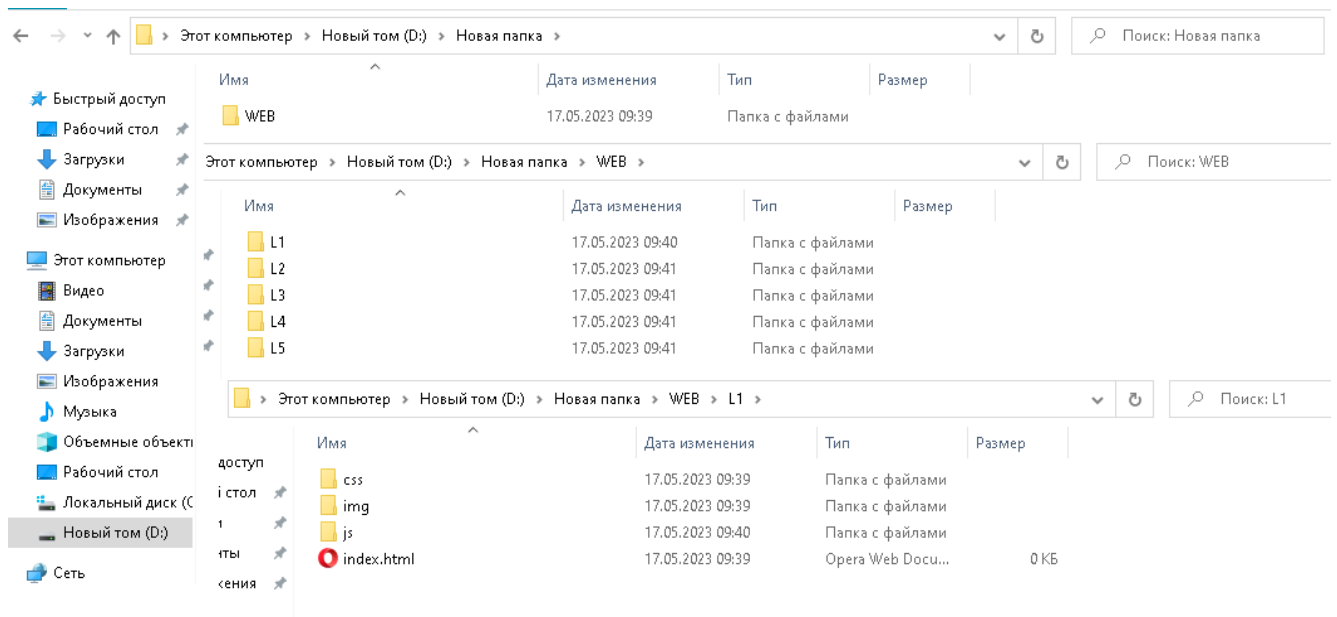 Этот компьютер > Новый том (D:) > Новая папка >
Поиск: Новая папка
Имя Дата изменения Тип Размер
WEB 17.05.2023 09:39 Папка с файлами
Быстрый доступ
Рабочий стол
Загрузки
Документы
Изображения
Этот компьютер
Видео
Документы
Загрузки
Изображения
Музыка
Объемные объекты
Рабочий стол
Локальный диск (C
Новый том (D:)
Сеть
Этот компьютер > Новый том (D:) > Новая папка > WEB >
Поиск: WEB
Имя Дата изменения Тип Размер
L1 17.05.2023 09:40 Папка с файлами
L2 17.05.2023 09:41 Папка с файлами
L3 17.05.2023 09:41 Папка с файлами
L4 17.05.2023 09:41 Папка с файлами
L5 17.05.2023 09:41 Папка с файлами
Этот компьютер > Новый том (D:) > Новая папка > WEB > L1 >
Поиск: L1
доступ
й стол
ты
жения
Имя Дата изменения Тип Размер
css 17.05.2023 09:39 Папка с файлами
img 17.05.2023 09:39 Папка с файлами
js 17.05.2023 09:40 Папка с файлами
index.html 17.05.2023 09:39 Opera Web Docu... 0 КБ